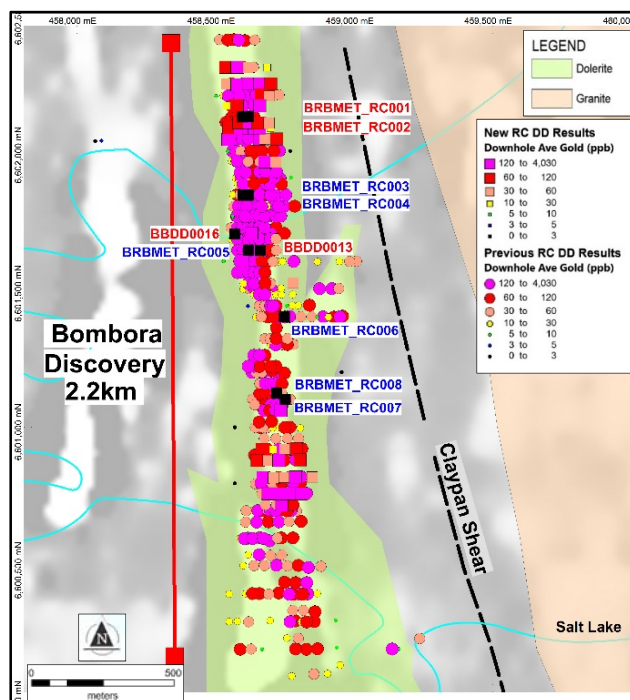 458,000 mE
458,500 mE
459,000 mE
459,500 mE
460,0
6,602,5
6,602,000 mN
6,601,500 mN
6,601,000 mN
6,600,500 mN
mN
LEGEND
Dolerite
Granite
New RC DD Results
Downhole Ave Gold (ppb)
120 to 4,030
60 to 120
30 to 60
10 to 30
5 to 10
3 to 5
0 to 3
Previous RC DD Results
Downhole Ave Gold (ppb)
120 to 4,030
60 to 120
30 to 60
10 to 30
5 to 10
3 to 5
0 to 3
BRBMET_RC001
BRBMET_RC002
BRBMET_RC003
BRBMET_RC004
BBDD0016
BRBMET_RC005
BBDD0013
BRBMET_RC006
BRBMET_RC008
BRBMET_RC007
Bombora
Discovery
2.2km
Claypan Shear
Salt Lake
N
0
500
meters